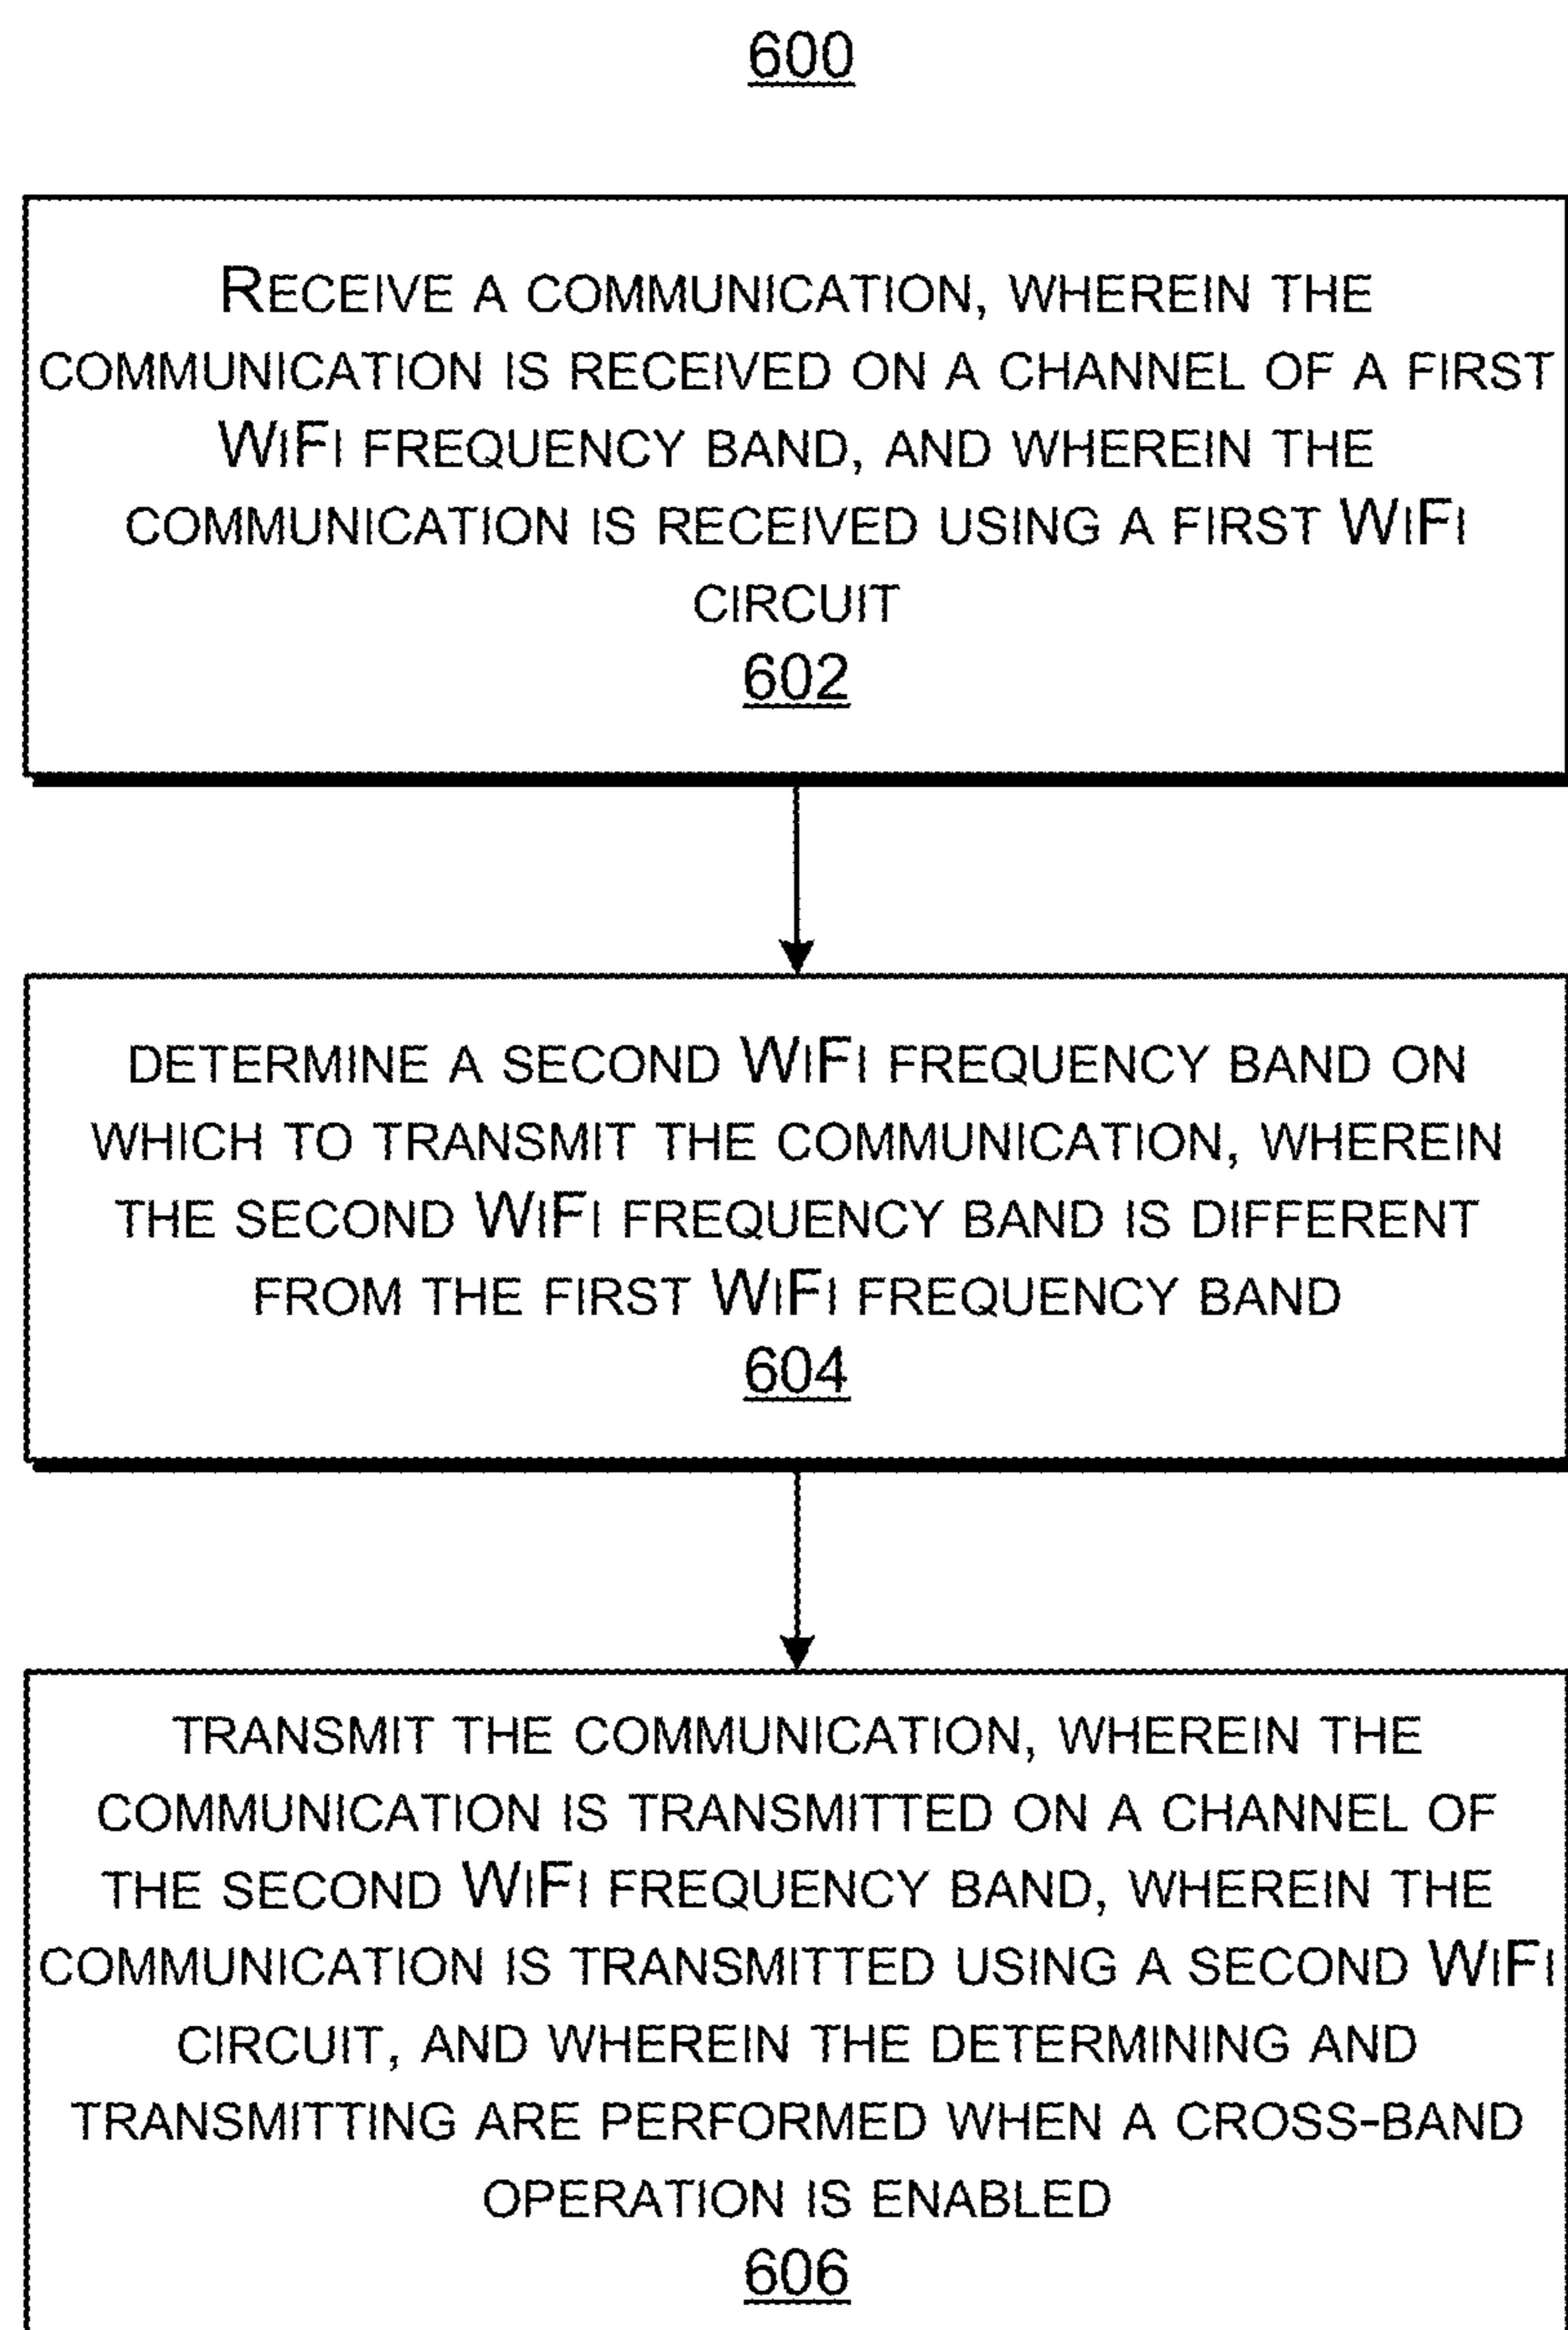 600
RECEIVE A COMMUNICATION, WHEREIN THE
COMMUNICATION IS RECEIVED ON A CHANNEL OF A FIRST
WIFI FREQUENCY BAND, AND WHEREIN THE
COMMUNICATION IS RECEIVED USING A FIRST WIFI
CIRCUIT
602
DETERMINE A SECOND WIFI FREQUENCY BAND ON
WHICH TO TRANSMIT THE COMMUNICATION, WHEREIN
THE SECOND WIFI FREQUENCY BAND IS DIFFERENT
FROM THE FIRST WIFI FREQUENCY BAND
604
TRANSMIT THE COMMUNICATION, WHEREIN THE
COMMUNICATION IS TRANSMITTED ON A CHANNEL OF
THE SECOND WIFI FREQUENCY BAND, WHEREIN THE
COMMUNICATION IS TRANSMITTED USING A SECOND WIFI
CIRCUIT, AND WHEREIN THE DETERMINING AND
TRANSMITTING ARE PERFORMED WHEN A CROSS-BAND
OPERATION IS ENABLED
606